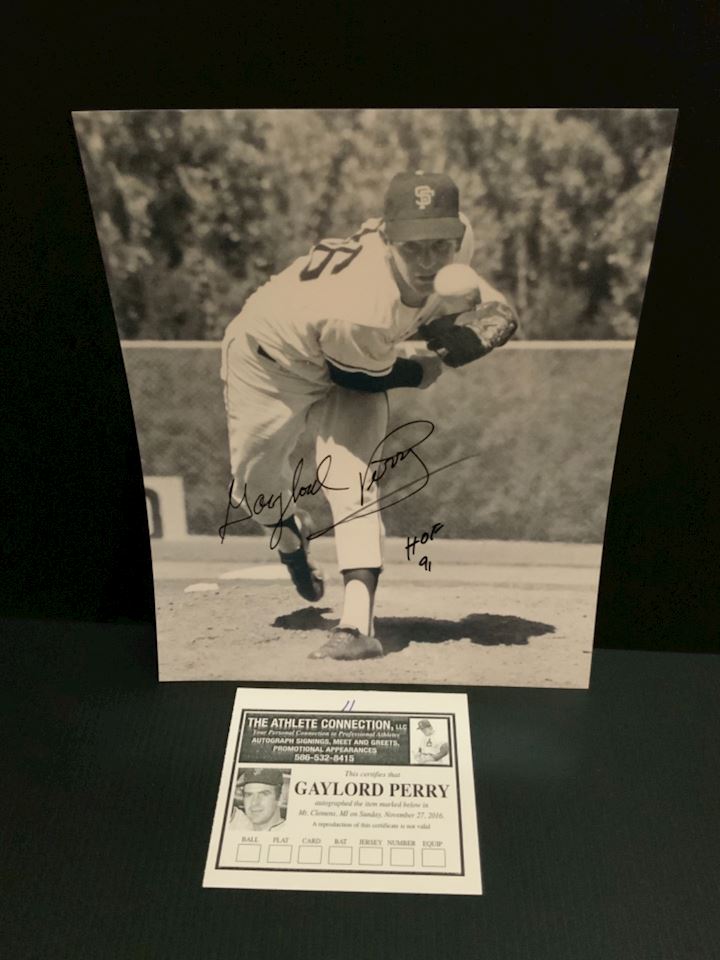 SF
Gaylord Perry
HOF
91
11
THE ATHLETE CONNECTION, LLC
Your Personal Connection to Professional Athletes
AUTOGRAPH SIGNINGS, MEET AND GREETS,
PROMOTIONAL APPEARANCES
586-532-8415
This certifies that
GAYLORD PERRY
autographed the item marked below in
Mt. Clemens, MI on Sunday, November 27, 2016.
A reproduction of this certificate is not valid
BALL FLAT CARD BAT JERSEY NUMBER EQUIP